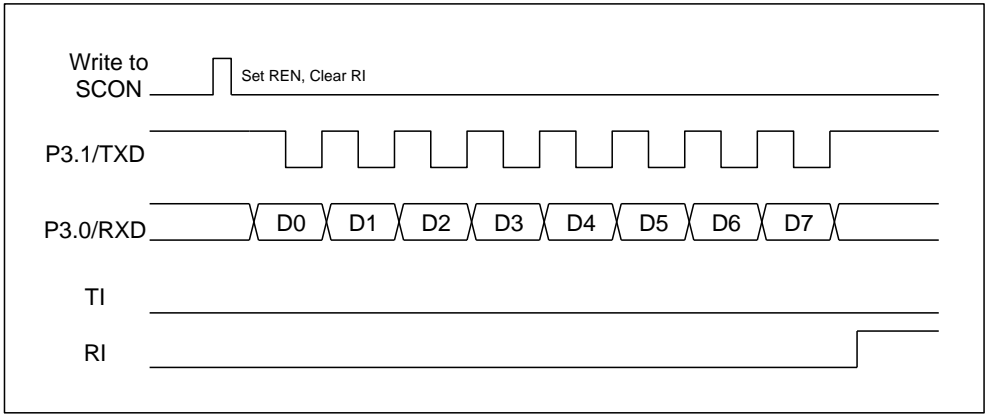 Write to
SCON
Set REN, Clear RI
P3.1/TXD
P3.0/RXD
D0 D1 D2 D3 D4 D5 D6 D7
TI
RI